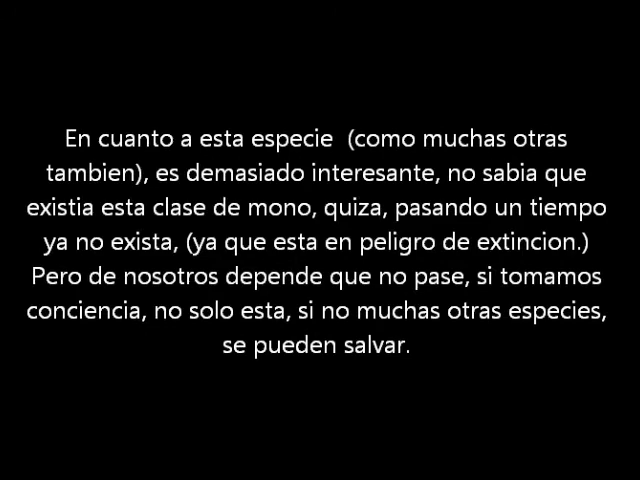 En cuanto a esta especie  (como muchas otras
tambien), es demasiado interesante, no sabia que
existia esta clase de mono, quiza, pasando un tiempo
ya no exista, (ya que esta en peligro de extincion.)
Pero de nosotros depende que no pase, si tomamos
conciencia, no solo esta, si no muchas otras especies,
se pueden salvar.